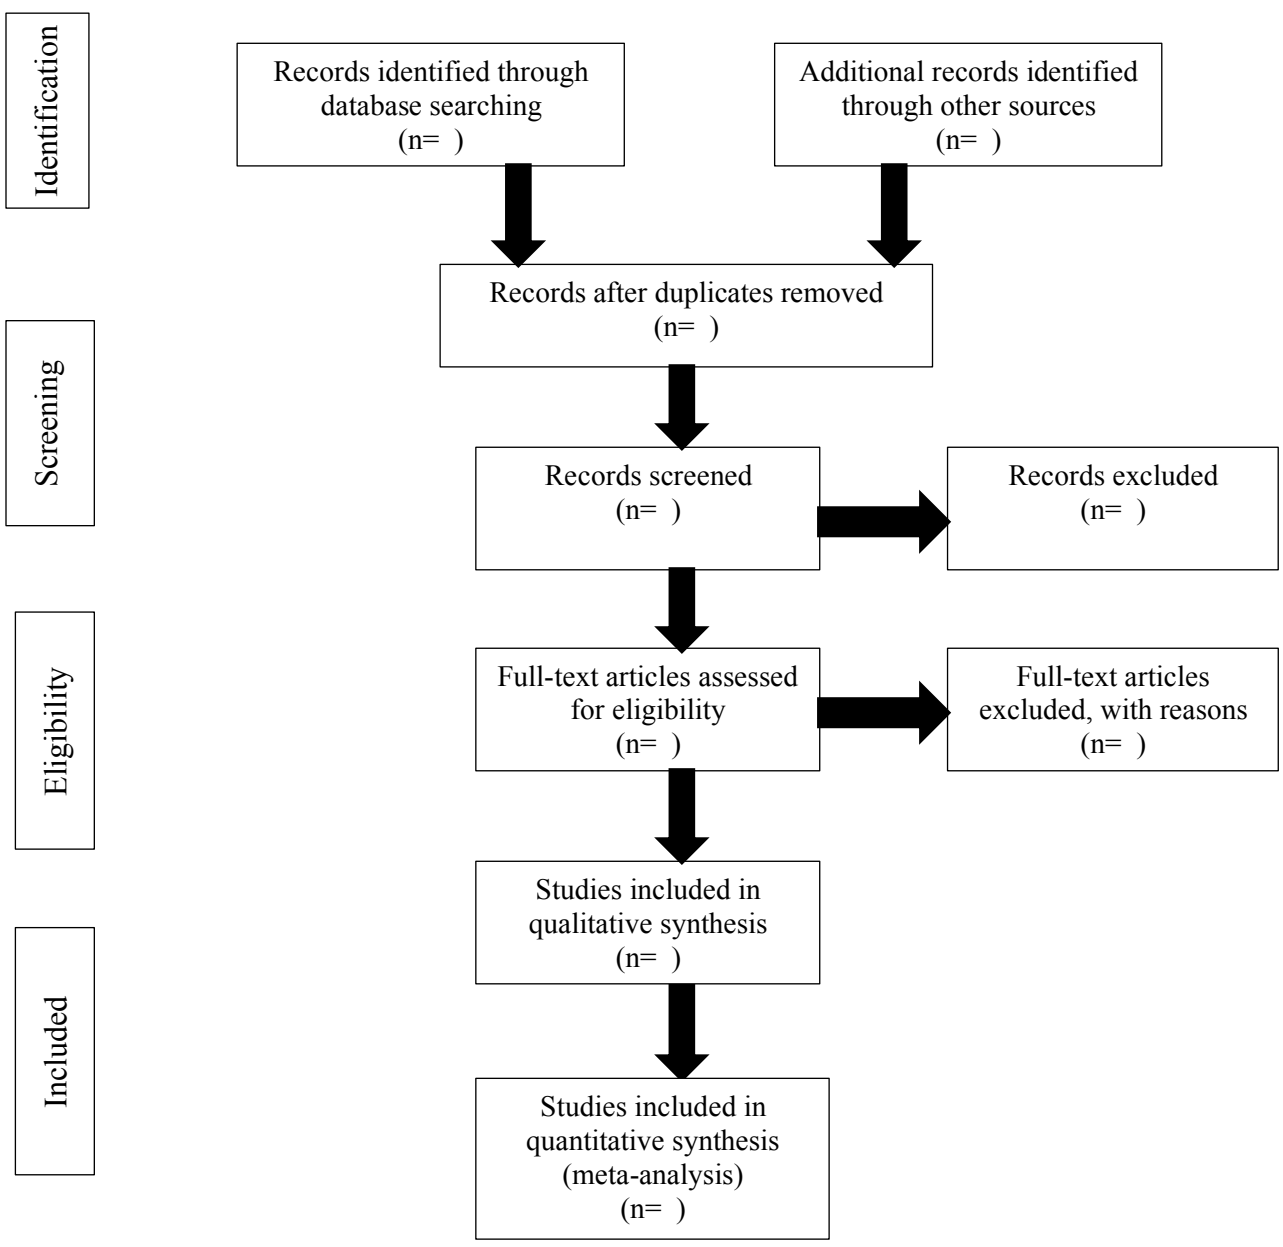 Identification
Records identified through
database searching
(n=  )
Additional records identified
through other sources
(n=  )
Records after duplicates removed
(n=  )
Screening
Records screened
(n=  )
Records excluded
(n=  )
Eligibility
Full-text articles assessed
for eligibility
(n=  )
Full-text articles
excluded, with reasons
(n=  )
Studies included in
qualitative synthesis
(n=  )
Included
Studies included in
quantitative synthesis
(meta-analysis)
(n=  )